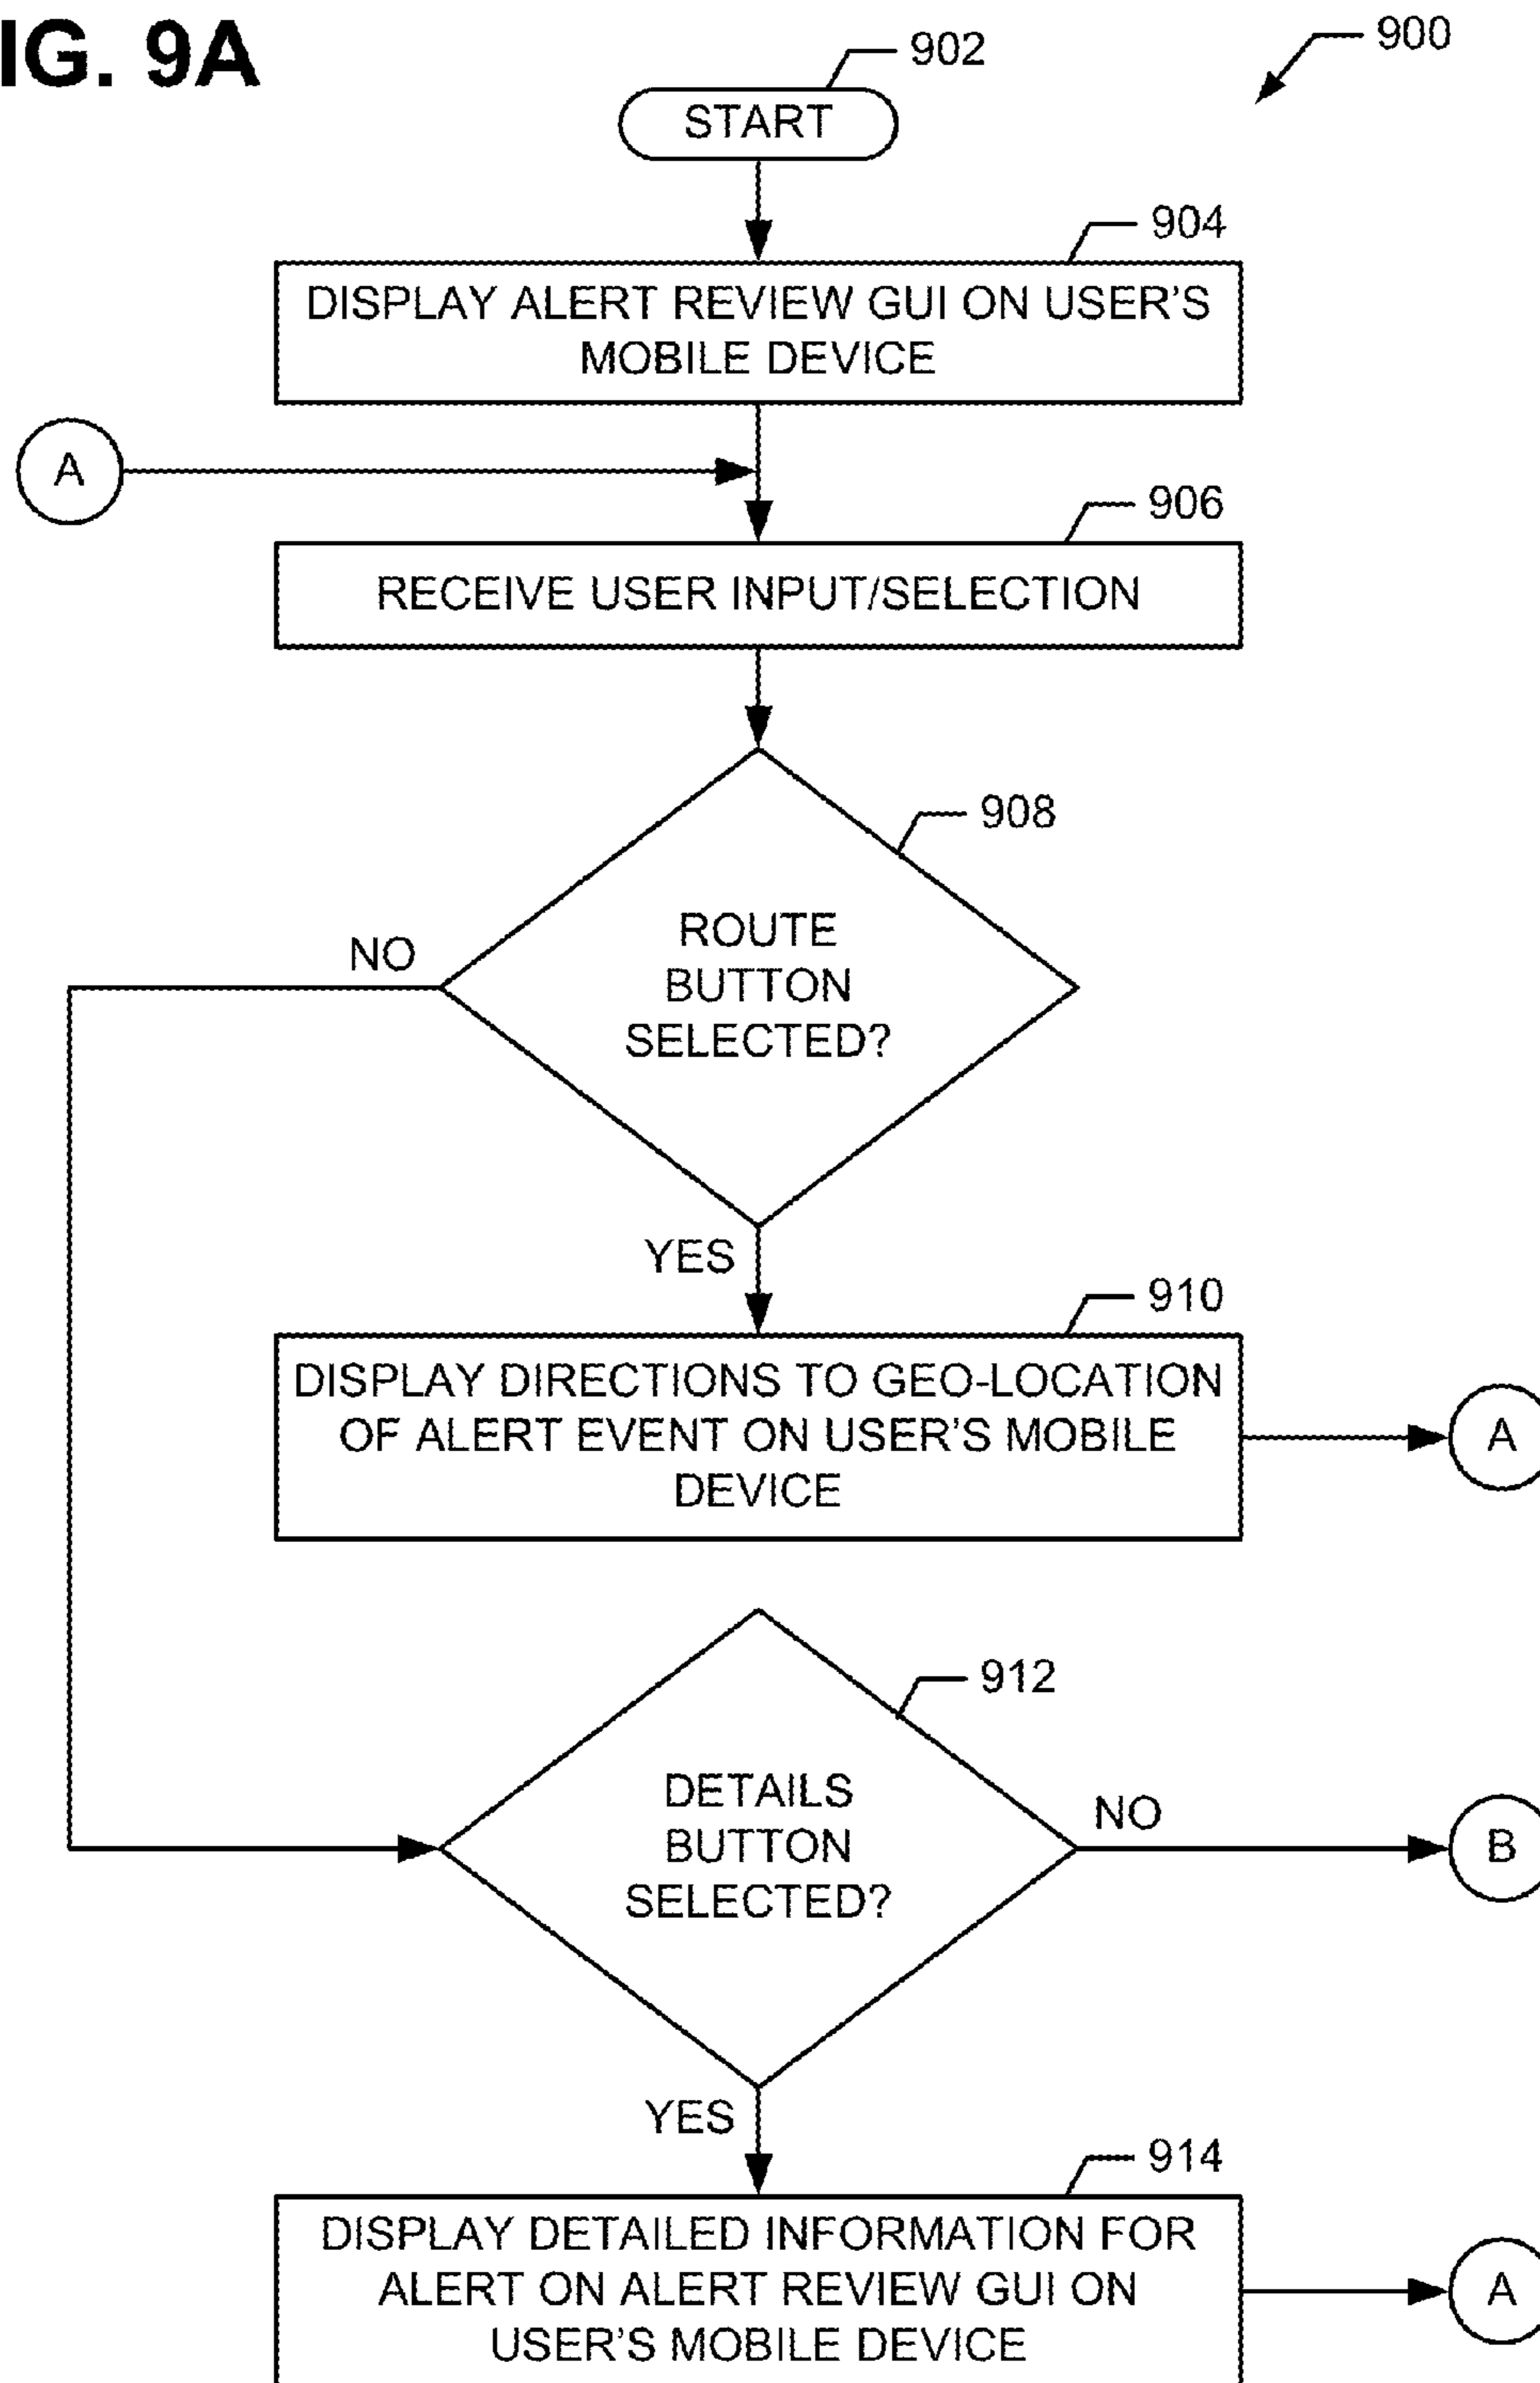 IG. 9A
902
900
START
904
DISPLAY ALERT REVIEW GUI ON USER'S
MOBILE DEVICE
A
906
RECEIVE USER INPUT/SELECTION
908
ROUTE
BUTTON
SELECTED?
NO
YES
910
DISPLAY DIRECTIONS TO GEO-LOCATION
OF ALERT EVENT ON USER'S MOBILE
DEVICE
A
912
DETAILS
BUTTON
SELECTED?
NO
B
YES
914
DISPLAY DETAILED INFORMATION FOR
ALERT ON ALERT REVIEW GUI ON
USER'S MOBILE DEVICE
A